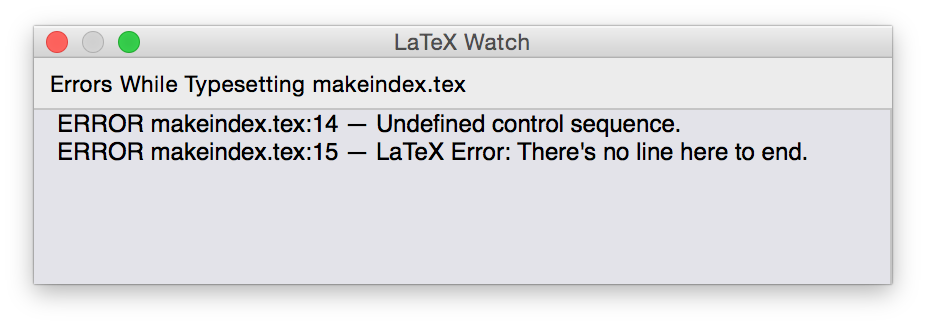 LaTeX Watch
Errors While Typesetting makeindex.tex
ERROR makeindex.tex:14 — Undefined control sequence.
ERROR makeindex.tex:15 — LaTeX Error: There's no line here to end.